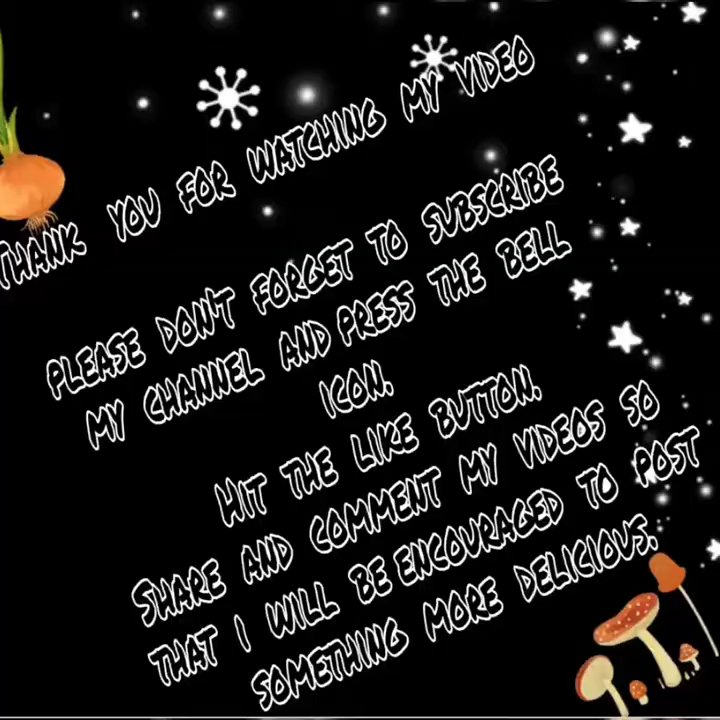 THANK YOU FOR WATCHING MY VIDEO
PLEASE DON'T FORGET TO SUBSCRIBE
MY CHANNEL AND PRESS THE BELL
ICON.
HIT THE LIKE BUTTON.
SHARE AND COMMENT MY VIDEOS SO
THAT I WILL BE ENCOURAGED TO POST
SOMETHING MORE DELICIOUS.